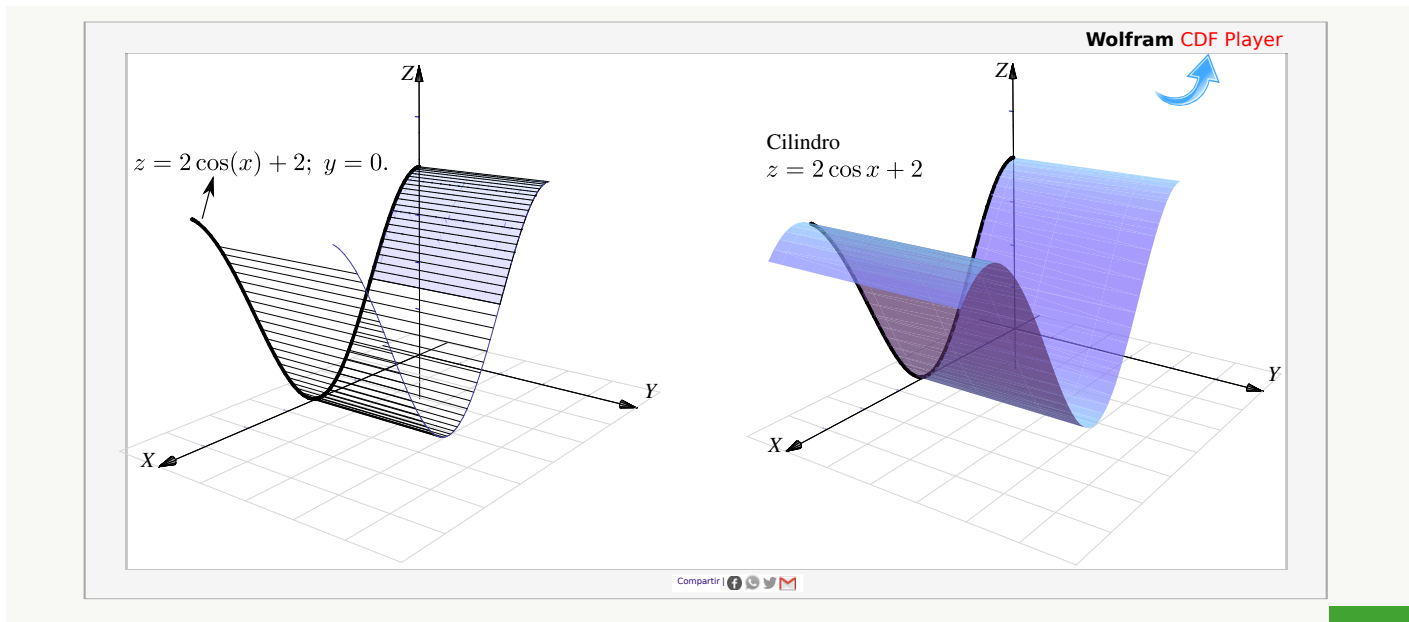 Wolfram CDF Player
Z
z = 2 cos(x) + 2; y = 0.
Y
X
Z
Cilindro
z = 2 cos x + 2
Y
X
Compartir |